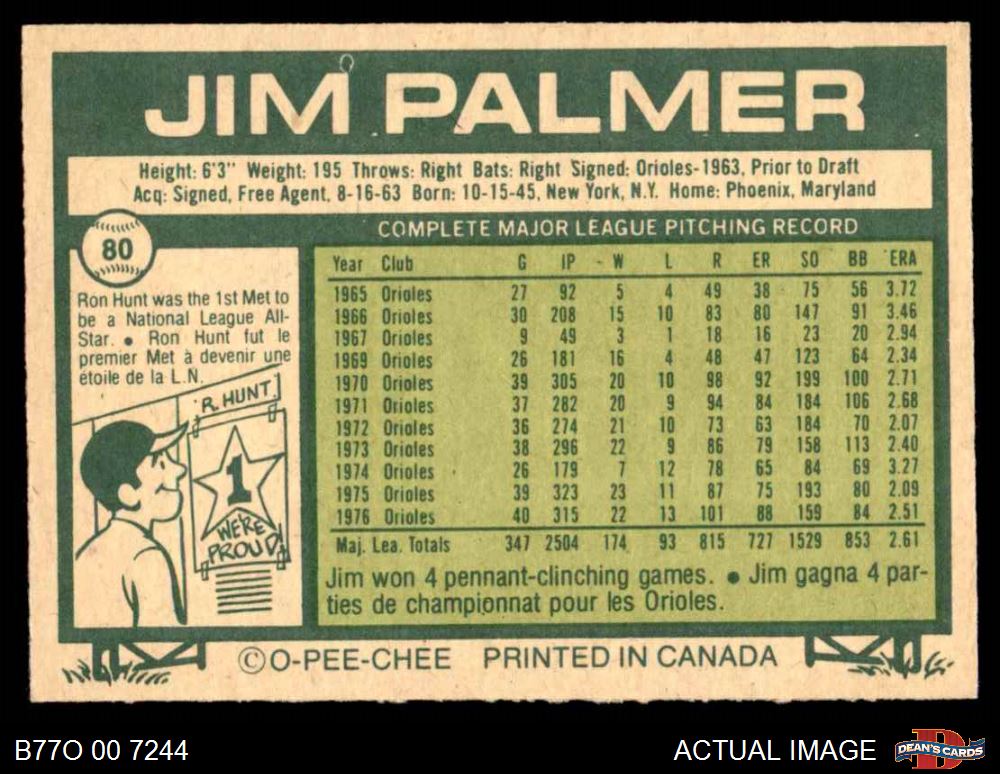 JIM PALMER
Height: 6'3" Weight: 195 Throws: Right Bats: Right Signed: Orioles-1963, Prior to Draft
Acq: Signed, Free Agent, 8-16-63 Born: 10-15-45, New York, N.Y. Home: Phoenix, Maryland
80
Ron Hunt was the 1st Met to
be a National League All-
Star. • Ron Hunt fut le
premier Met à devenir une
étoile de la L.N.
R. HUNT
1
WE'RE
PROUD
COMPLETE MAJOR LEAGUE PITCHING RECORD
Year Club G IP W L R ER SO BB ERA
1965 Orioles 27 92 5 4 49 38 75 56 3.72
1966 Orioles 30 208 15 10 83 80 147 91 3.46
1967 Orioles 9 49 3 1 18 16 23 20 2.94
1969 Orioles 26 181 16 4 48 47 123 64 2.34
1970 Orioles 39 305 20 10 98 92 199 100 2.71
1971 Orioles 37 282 20 9 94 84 184 106 2.68
1972 Orioles 36 274 21 10 73 63 184 70 2.07
1973 Orioles 38 296 22 9 86 79 158 113 2.40
1974 Orioles 26 179 7 12 78 65 84 69 3.27
1975 Orioles 39 323 23 11 87 75 193 80 2.09
1976 Orioles 40 315 22 13 101 88 159 84 2.51
Maj. Lea. Totals 347 2504 174 93 815 727 1529 853 2.61
Jim won 4 pennant-clinching games. • Jim gagna 4 par-
ties de championnat pour les Orioles.
©O-PEE-CHEE PRINTED IN CANADA
B77O 00 7244
ACTUAL IMAGE
DEAN'S CARDS